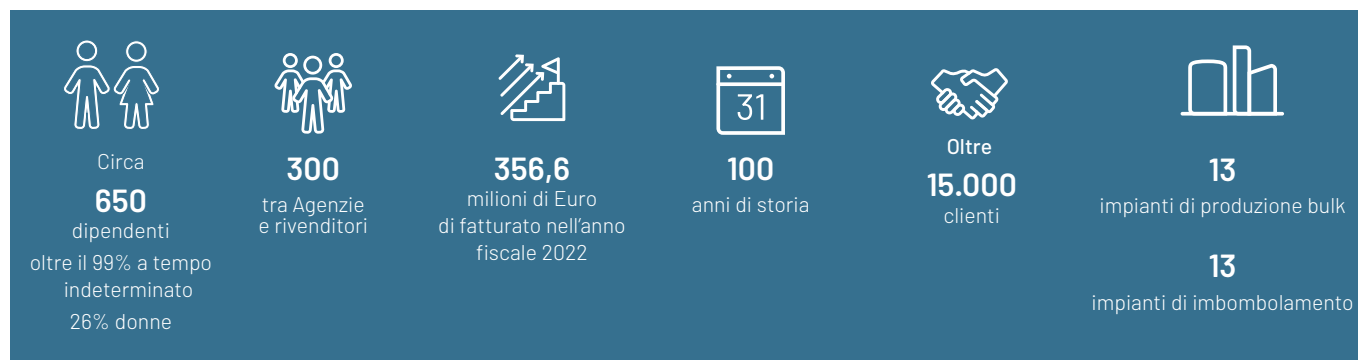 Circa
650
dipendenti
oltre il 99% a tempo
indeterminato
26% donne
300
tra Agenzie
e rivenditori
356,6
milioni di Euro
di fatturato nell'anno
fiscale 2022
31
100
anni di storia
Oltre
15.000
clienti
13
impianti di produzione bulk
13
impianti di imbombolamento